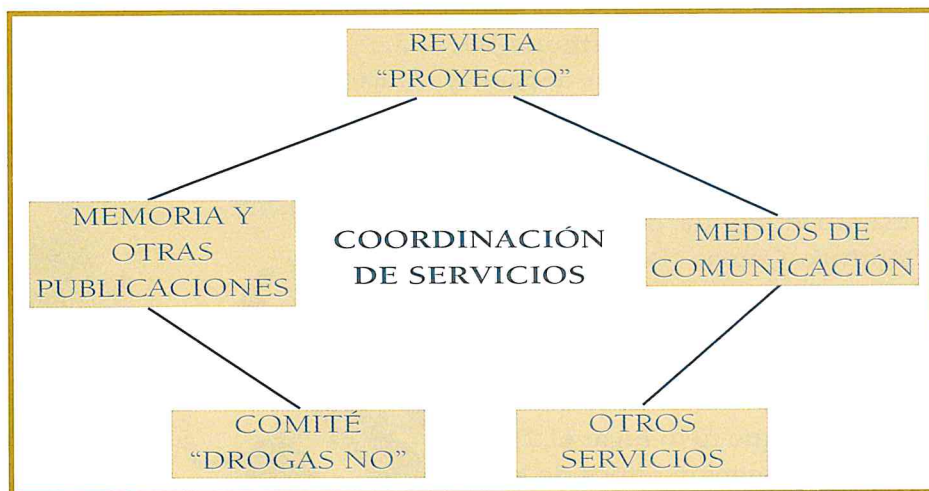 REVISTA
“PROYECTO”
MEMORIA Y
OTRAS
PUBLICACIONES
COORDINACIÓN
DE SERVICIOS
MEDIOS DE
COMUNICACIÓN
COMITÉ
“DROGAS NO”
OTROS
SERVICIOS